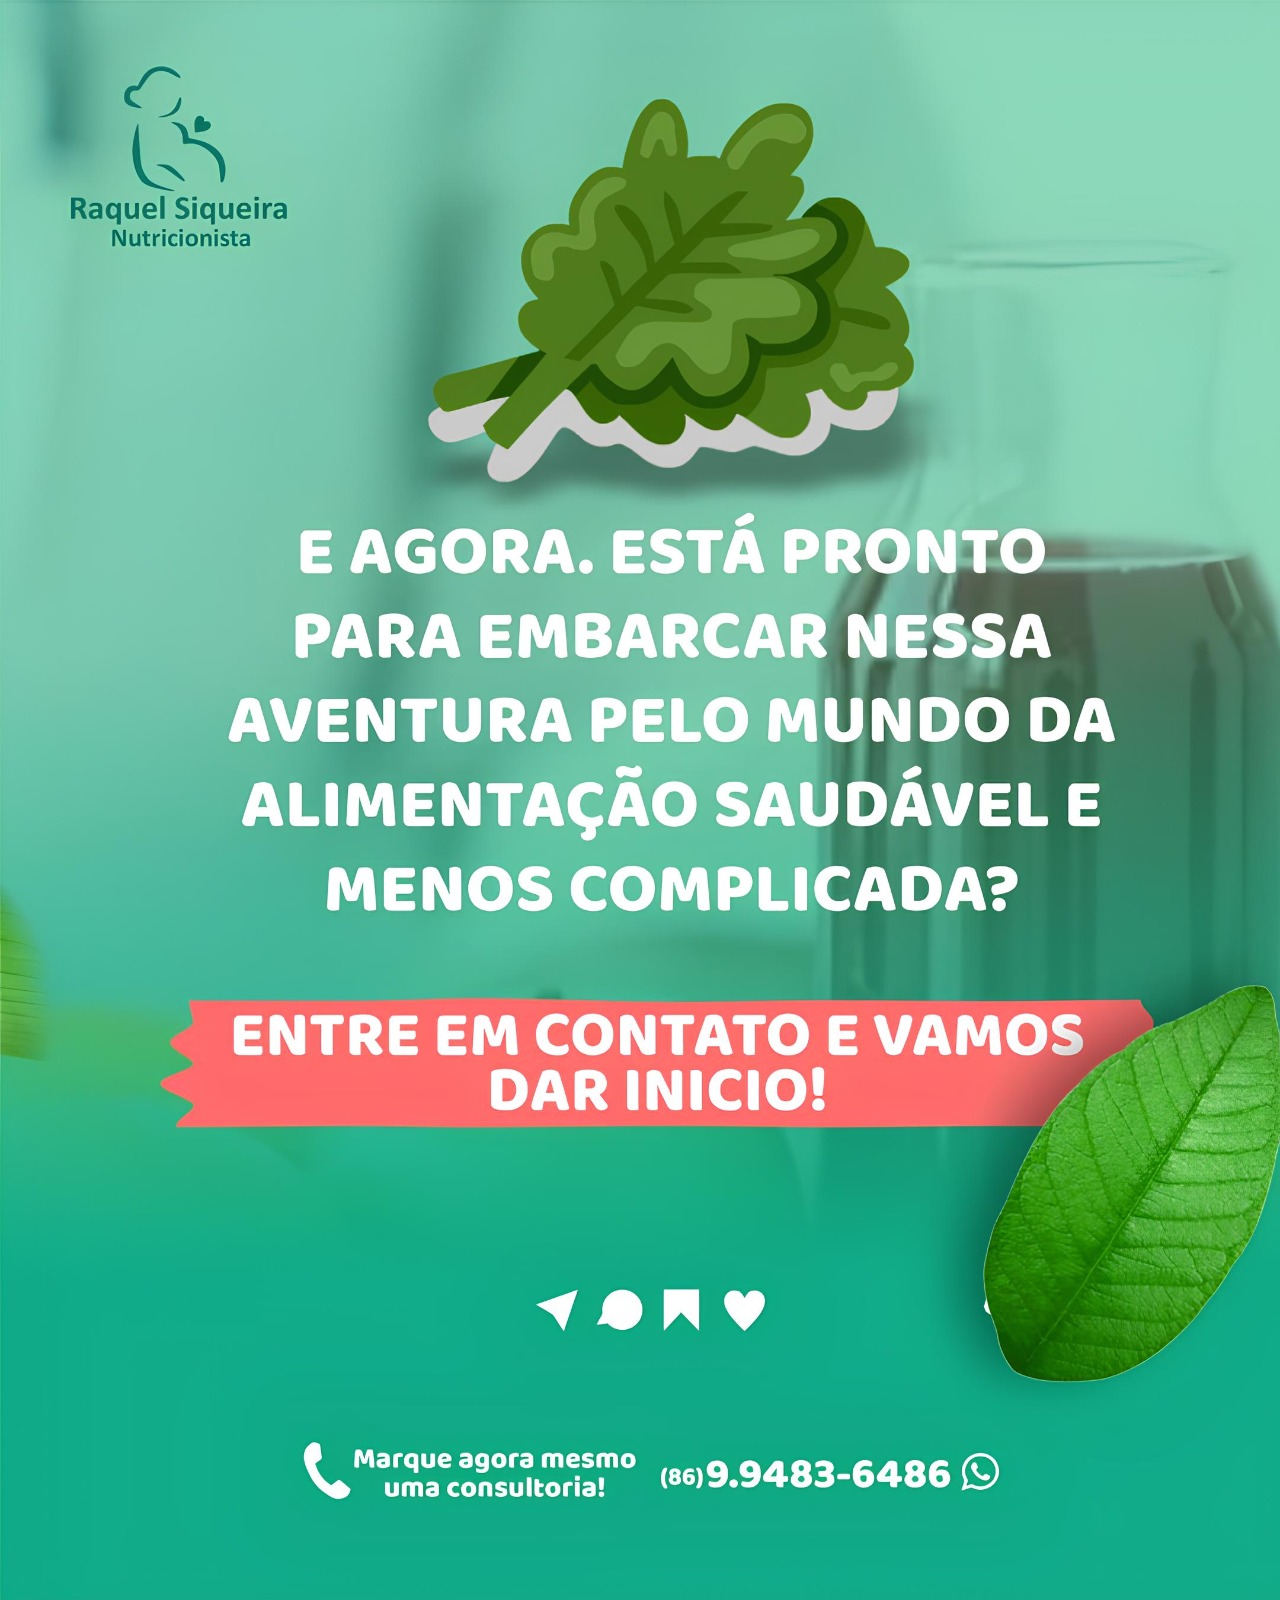 Raquel Siqueira
Nutricionista
E AGORA. ESTÁ PRONTO
PARA EMBARCAR NESSA
AVENTURA PELO MUNDO DA
ALIMENTAÇÃO SAUDÁVEL E
MENOS COMPLICADA?
ENTRE EM CONTATO E VAMOS
DAR INICIO!
Marque agora mesmo
uma consultoria!
(86)9.9483-6486